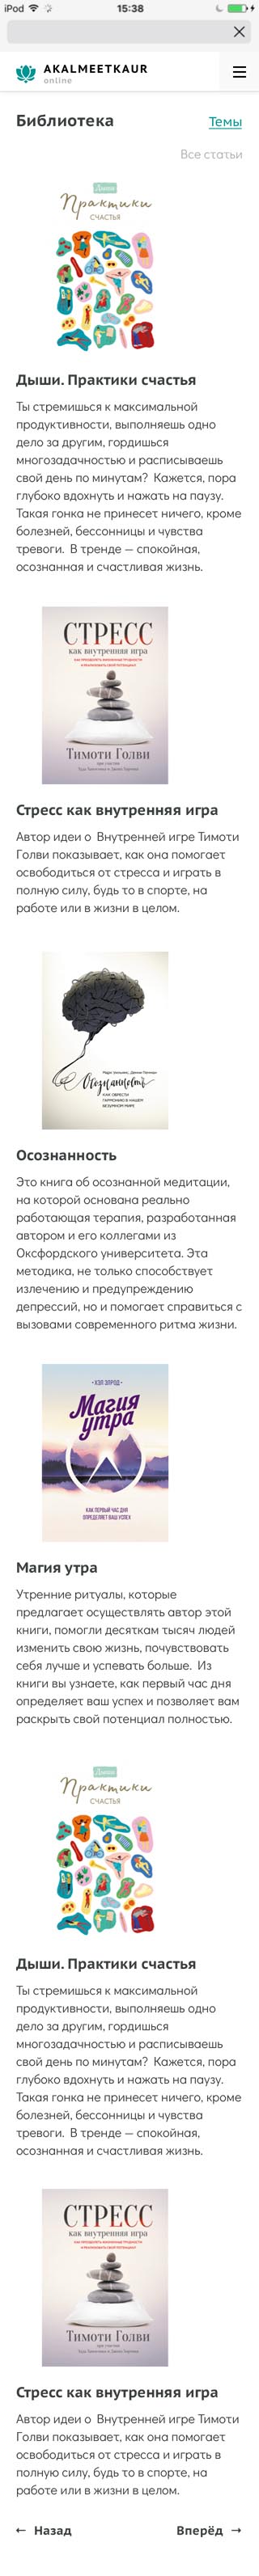 iPod 15:38
AKALMEETKAUR
online
Библиотека Темы
Все статьи
Дыши
Практики
СЧАСТЬЯ
Дыши. Практики счастья
Ты стремишься к максимальной
продуктивности, выполняешь одно
дело за другим, гордишься
многозадачностью и расписываешь
свой день по минутам? Кажется, пора
глубоко вдохнуть и нажать на паузу.
Такая гонка не принесет ничего, кроме
болезней, бессонницы и чувства
тревоги. В тренде — спокойная,
осознанная и счастливая жизнь.
СТРЕСС
как внутренняя игра
Тимоти Голви
Стресс как внутренняя игра
Автор идеи о Внутренней игре Тимоти
Голви показывает, как она помогает
освободиться от стресса и играть в
полную силу, будь то в спорте, на
работе или в жизни в целом.
Осознанность
КАК ОБРЕСТИ
ГАРМОНИЮ В НАШЕМ
БЕЗУМНОМ МИРЕ
Осознанность
Это книга об осознанной медитации,
на которой основана реально
работающая терапия, разработанная
автором и его коллегами из
Оксфордского университета. Эта
методика, не только способствует
излечению и предупреждению
депрессий, но и помогает справиться с
вызовами современного ритма жизни.
• ХЭЛ ЭЛРОД •
Магия
утра
КАК ПЕРВЫЙ ЧАС ДНЯ
ОПРЕДЕЛЯЕТ ВАШ УСПЕХ
Магия утра
Утренние ритуалы, которые
предлагает осуществлять автор этой
книги, помогли десяткам тысяч людей
изменить свою жизнь, почувствовать
себя лучше и успевать больше. Из
книги вы узнаете, как первый час дня
определяет ваш успех и позволяет вам
раскрыть свой потенциал полностью.
Дыши
Практики
СЧАСТЬЯ
Дыши. Практики счастья
Ты стремишься к максимальной
продуктивности, выполняешь одно
дело за другим, гордишься
многозадачностью и расписываешь
свой день по минутам? Кажется, пора
глубоко вдохнуть и нажать на паузу.
Такая гонка не принесет ничего, кроме
болезней, бессонницы и чувства
тревоги. В тренде — спокойная,
осознанная и счастливая жизнь.
СТРЕСС
как внутренняя игра
Тимоти Голви
Стресс как внутренняя игра
Автор идеи о Внутренней игре Тимоти
Голви показывает, как она помогает
освободиться от стресса и играть в
полную силу, будь то в спорте, на
работе или в жизни в целом.
← Назад Вперёд →